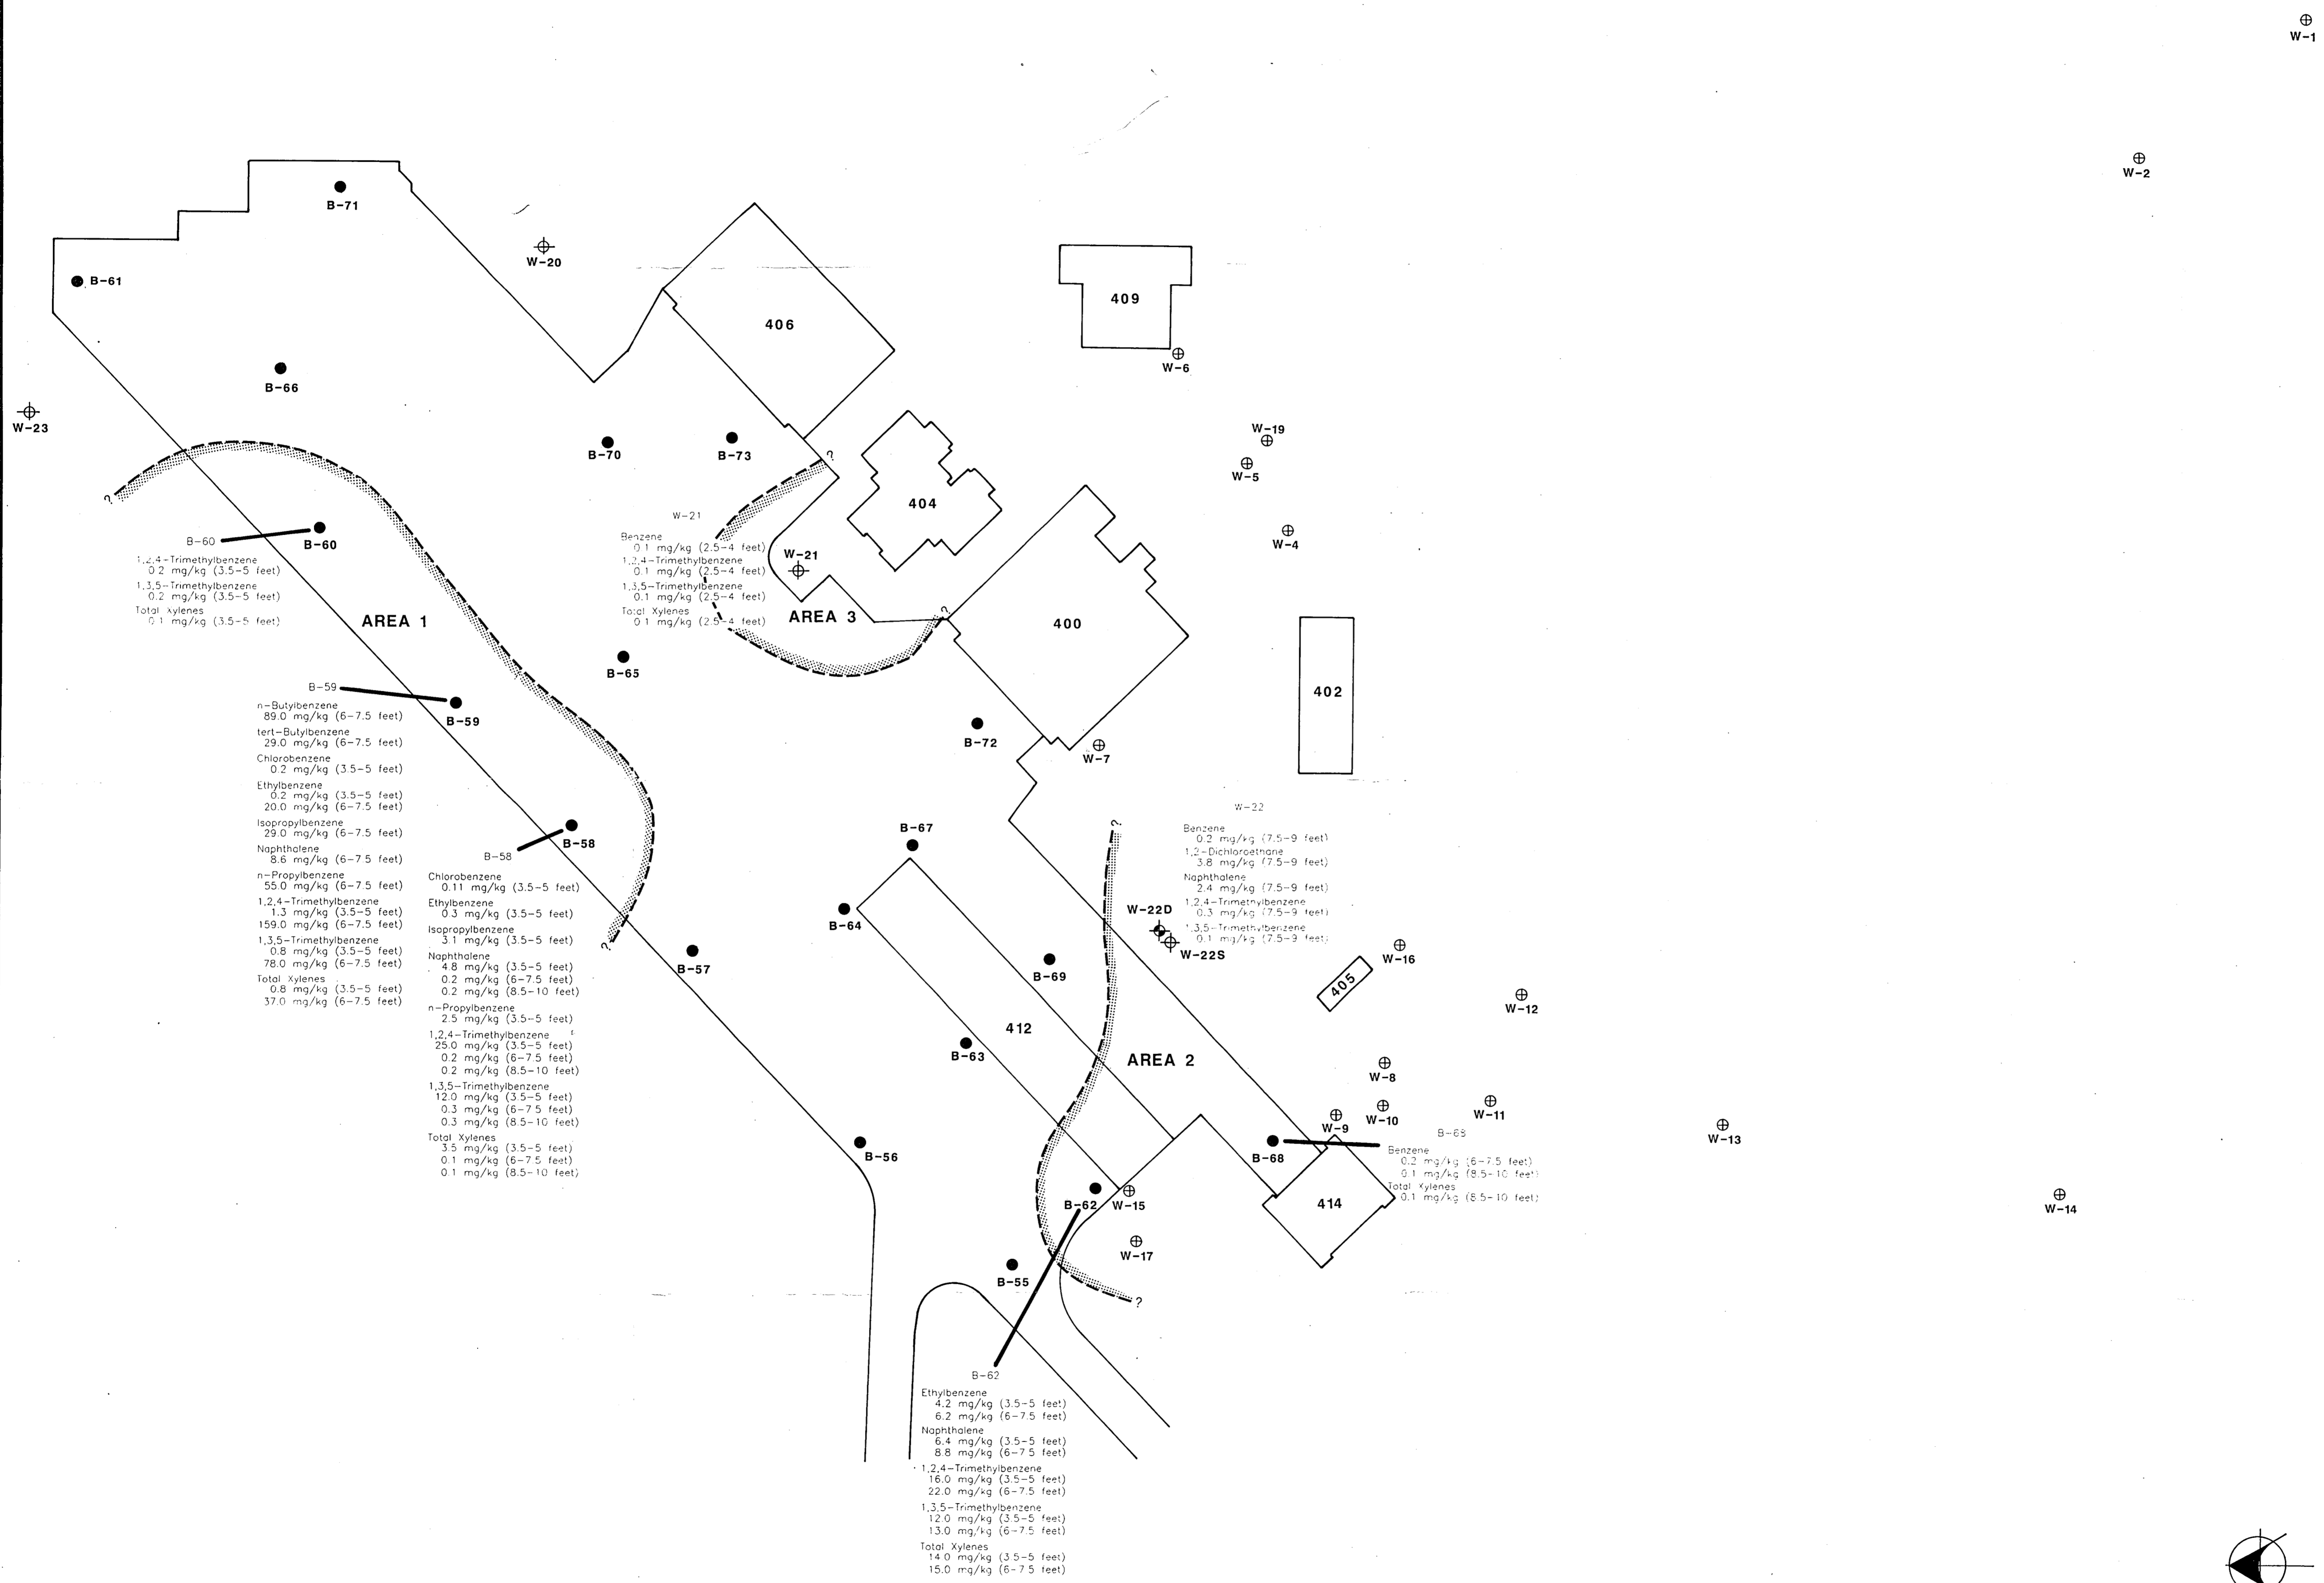 W-1
W-2
B-71
B-61
W-20
406
409
W-6
B-66
W-23
W-19
W-5
B-70
B-73
404
W-4
?
?
B-60
B-60
1,2,4-Trimethylbenzene
0.2 mg/kg (3.5-5 feet)
1,3,5-Trimethylbenzene
0.2 mg/kg (3.5-5 feet)
Total Xylenes
0.1 mg/kg (3.5-5 feet)
AREA 1
W-21
Benzene
0.1 mg/kg (2.5-4 feet)
1,2,4-Trimethylbenzene
0.1 mg/kg (2.5-4 feet)
1,3,5-Trimethylbenzene
0.1 mg/kg (2.5-4 feet)
Total Xylenes
0.1 mg/kg (2.5-4 feet)
W-21
AREA 3
?
400
402
B-65
B-72
W-7
B-59
B-59
n-Butylbenzene
89.0 mg/kg (6-7.5 feet)
tert-Butylbenzene
29.0 mg/kg (6-7.5 feet)
Chlorobenzene
0.2 mg/kg (3.5-5 feet)
Ethylbenzene
0.2 mg/kg (3.5-5 feet)
20.0 mg/kg (6-7.5 feet)
Isopropylbenzene
29.0 mg/kg (6-7.5 feet)
Naphthalene
8.6 mg/kg (6-7.5 feet)
n-Propylbenzene
55.0 mg/kg (6-7.5 feet)
1,2,4-Trimethylbenzene
1.3 mg/kg (3.5-5 feet)
159.0 mg/kg (6-7.5 feet)
1,3,5-Trimethylbenzene
0.8 mg/kg (3.5-5 feet)
78.0 mg/kg (6-7.5 feet)
Total Xylenes
0.8 mg/kg (3.5-5 feet)
37.0 mg/kg (6-7.5 feet)
B-58
B-58
Chlorobenzene
0.11 mg/kg (3.5-5 feet)
Ethylbenzene
0.3 mg/kg (3.5-5 feet)
Isopropylbenzene
3.1 mg/kg (3.5-5 feet)
Naphthalene
4.8 mg/kg (3.5-5 feet)
0.2 mg/kg (6-7.5 feet)
0.2 mg/kg (8.5-10 feet)
n-Propylbenzene
2.5 mg/kg (3.5-5 feet)
1,2,4-Trimethylbenzene
25.0 mg/kg (3.5-5 feet)
0.2 mg/kg (6-7.5 feet)
0.2 mg/kg (8.5-10 feet)
1,3,5-Trimethylbenzene
12.0 mg/kg (3.5-5 feet)
0.3 mg/kg (6-7.5 feet)
0.3 mg/kg (8.5-10 feet)
Total Xylenes
3.5 mg/kg (3.5-5 feet)
0.1 mg/kg (6-7.5 feet)
0.1 mg/kg (8.5-10 feet)
?
B-57
B-67
B-64
B-69
412
B-63
?
W-22
Benzene
0.2 mg/kg (7.5-9 feet)
1,2-Dichloroethane
3.8 mg/kg (7.5-9 feet)
Naphthalene
2.4 mg/kg (7.5-9 feet)
1,2,4-Trimethylbenzene
0.3 mg/kg (7.5-9 feet)
1,3,5-Trimethylbenzene
0.1 mg/kg (7.5-9 feet)
W-22D
W-22S
W-16
405
W-12
AREA 2
W-8
W-10
W-9
W-11
W-13
B-56
B-68
B-68
Benzene
0.2 mg/kg (6-7.5 feet)
0.1 mg/kg (8.5-10 feet)
Total Xylenes
0.1 mg/kg (8.5-10 feet)
414
W-14
B-62
W-15
W-17
B-55
?
B-62
Ethylbenzene
4.2 mg/kg (3.5-5 feet)
6.2 mg/kg (6-7.5 feet)
Naphthalene
6.4 mg/kg (3.5-5 feet)
8.8 mg/kg (6-7.5 feet)
1,2,4-Trimethylbenzene
16.0 mg/kg (3.5-5 feet)
22.0 mg/kg (6-7.5 feet)
1,3,5-Trimethylbenzene
12.0 mg/kg (3.5-5 feet)
13.0 mg/kg (6-7.5 feet)
Total Xylenes
14.0 mg/kg (3.5-5 feet)
15.0 mg/kg (6-7.5 feet)